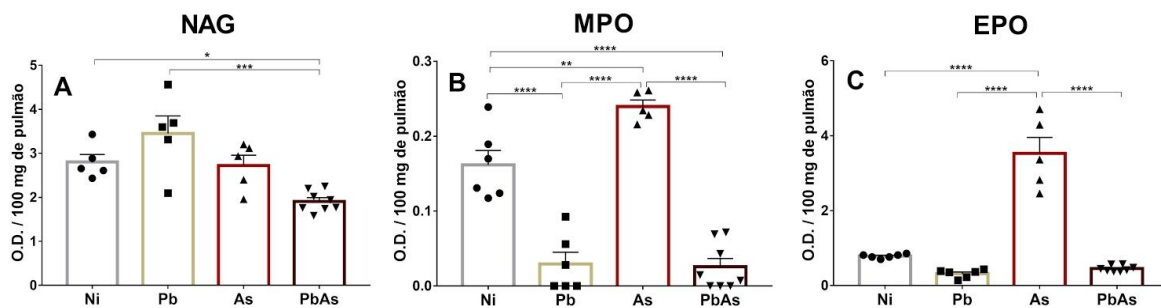 NAG
MPO
EPO
A
O.D. / 100 mg de pulmão
5
4
3
2
1
0
*
***
Ni Pb As PbAs
B
O.D. / 100 mg de pulmão
0.3
0.2
0.1
0.0
****
**
**** **** ****
Ni Pb As PbAs
C
O.D. / 100 mg de pulmão
6
4
2
0
****
**** ****
Ni Pb As PbAs